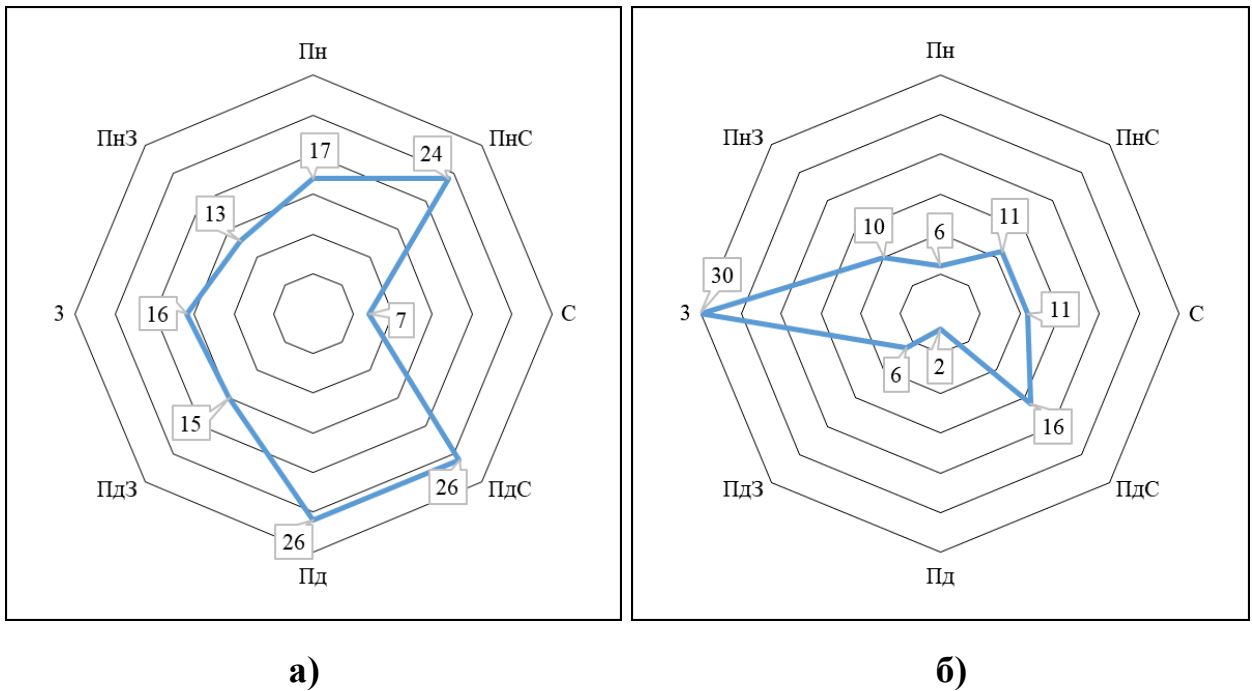 Пн
ПнЗ
ПнС
17
24
13
З
16
7
С
15
ПдЗ
26
ПдС
26
Пд
а)
Пн
ПнЗ
ПнС
10
6
11
30
З
11
С
6
2
16
ПдЗ
ПдС
Пд
б)